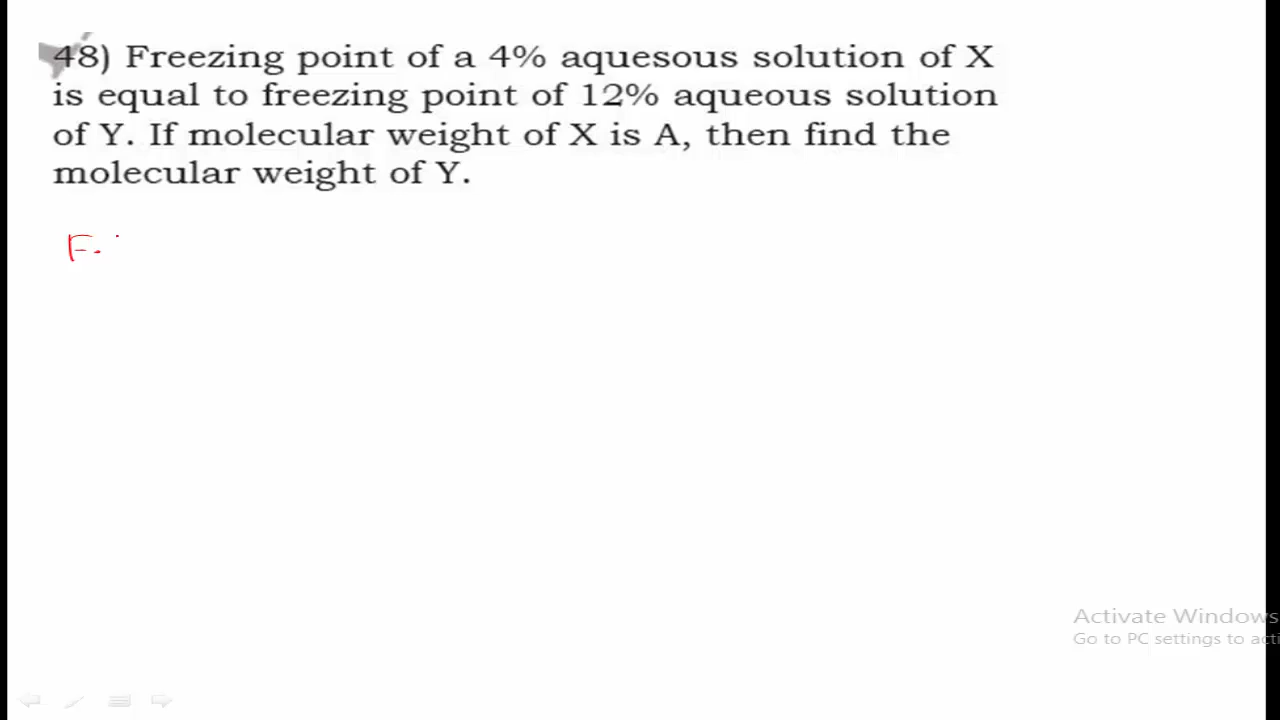 48) Freezing point of a 4% aquesous solution of X
is equal to freezing point of 12% aqueous solution
of Y. If molecular weight of X is A, then find the
molecular weight of Y.
F.
Activate Windows
Go to PC settings to acti